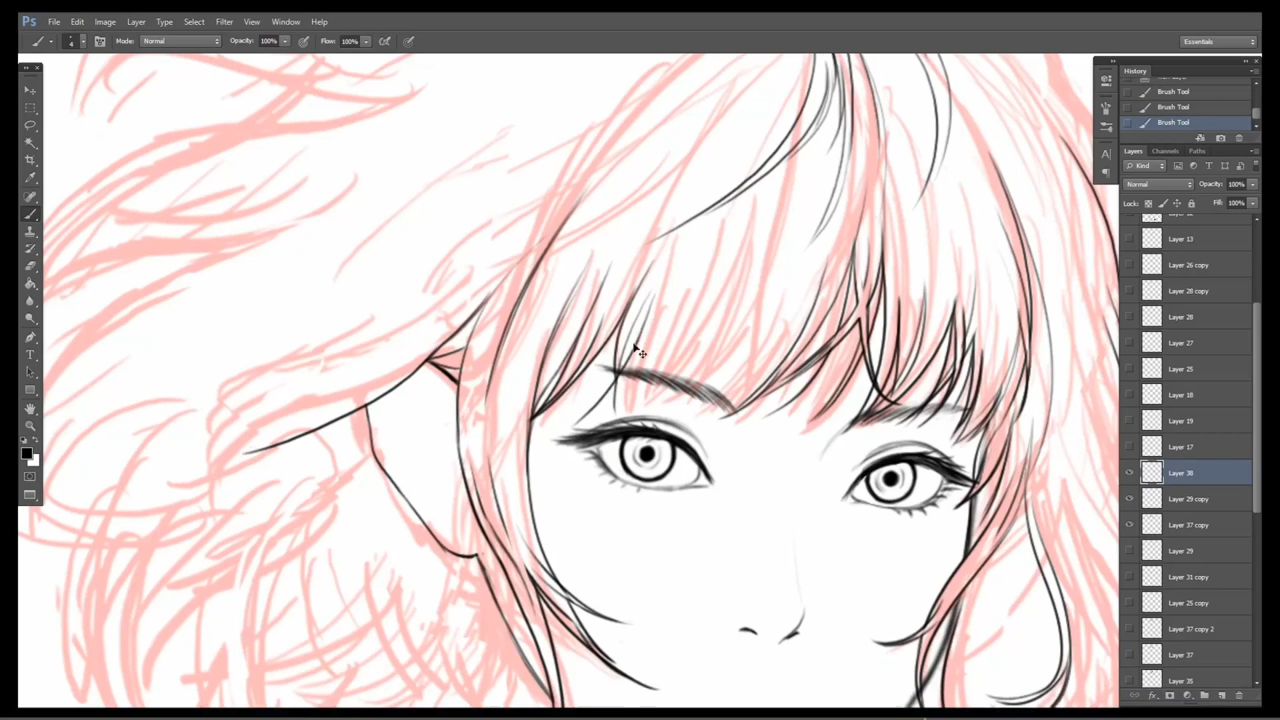 Ps File Edit Image Layer Type Select Filter View Window Help
4 Mode: Normal Opacity: 100% Flow: 100% Essentials
History
Brush Tool
Brush Tool
Brush Tool
Layers Channels Paths
Kind
Normal Opacity: 100%
Lock: Fill: 100%
Layer 13
Layer 26 copy
Layer 28 copy
Layer 28
Layer 27
Layer 25
Layer 18
Layer 19
Layer 17
Layer 38
Layer 29 copy
Layer 37 copy
Layer 29
Layer 31 copy
Layer 25 copy
Layer 37 copy 2
Layer 37
Layer 35